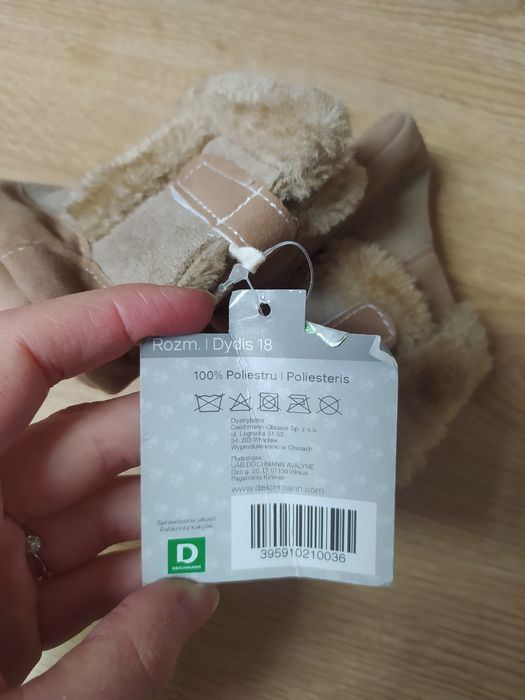 Rozm. | Dydis 18
100% Poliestru | Poliesteris
Dystrybutor:
Deichmann Obuwie Sp. z o.o.
ul. Legnicka 51-53
54-203 Wrocław
Wyprodukowano w Chinach
Platintojas:
UAB DEICHMANN AVALYNE
Ozo g. 25, LT 07150 Vilnius
Pagaminta Kinijoje
www.deichmann.com
Sprawdzona jakość
Patikrinta kokybė
D
DEICHMANN
395910210036